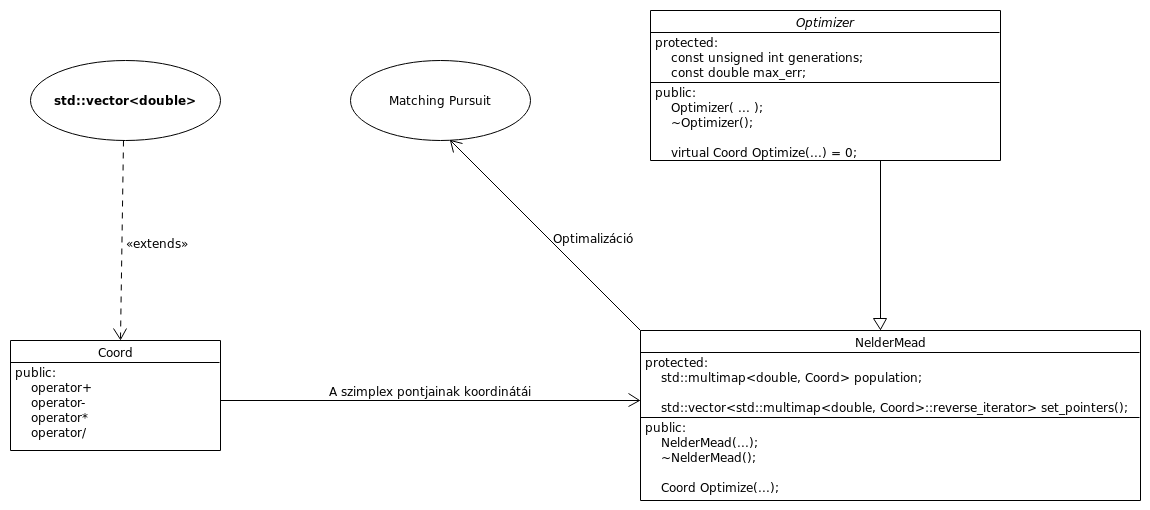 Optimizer
protected:
const unsigned int generations;
const double max_err;
public:
Optimizer( ... );
~Optimizer();
virtual Coord Optimize(...) = 0;
std::vector<double>
Matching Pursuit
«extends»
Optimalizáció
Coord
public:
operator+
operator-
operator*
operator/
A szimplex pontjainak koordinátái
NelderMead
protected:
std::multimap<double, Coord> population;
std::vector<std::multimap<double, Coord>::reverse_iterator> set_pointers();
public:
NelderMead(...);
~NelderMead();
Coord Optimize(...);